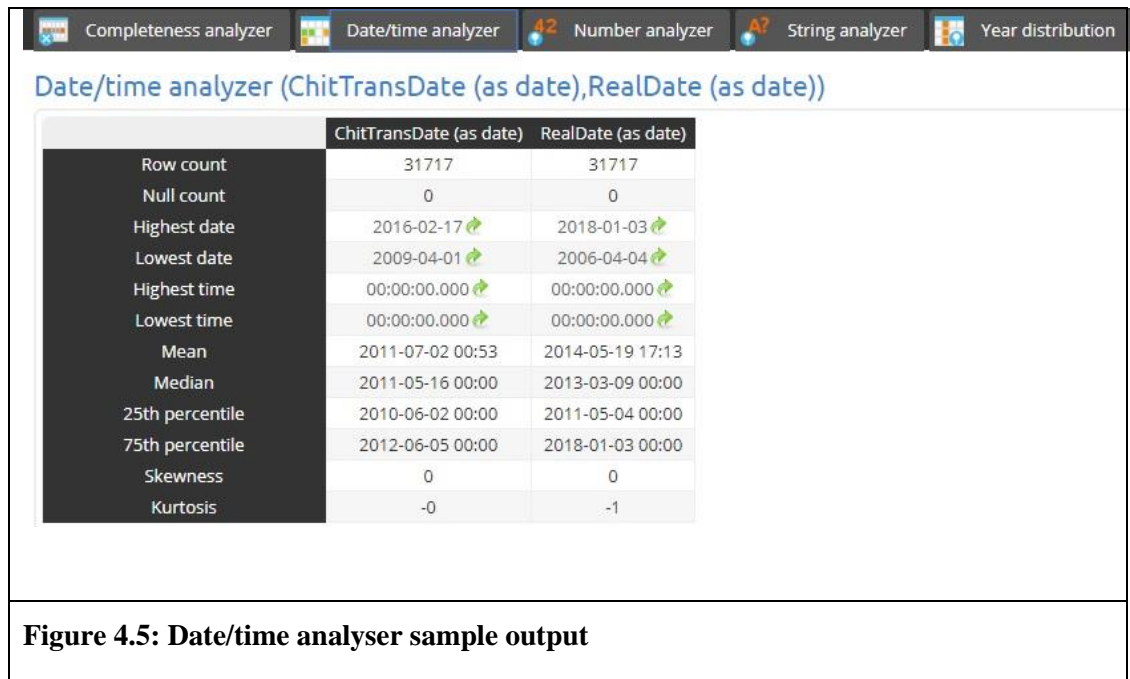 Completeness analyzer Date/time analyzer 42 Number analyzer A? String analyzer Year distribution
Date/time analyzer (ChitTransDate (as date),RealDate (as date))
ChitTransDate (as date) RealDate (as date)
Row count 31717 31717
Null count 0 0
Highest date 2016-02-17 2018-01-03
Lowest date 2009-04-01 2006-04-04
Highest time 00:00:00.000 00:00:00.000
Lowest time 00:00:00.000 00:00:00.000
Mean 2011-07-02 00:53 2014-05-19 17:13
Median 2011-05-16 00:00 2013-03-09 00:00
25th percentile 2010-06-02 00:00 2011-05-04 00:00
75th percentile 2012-06-05 00:00 2018-01-03 00:00
Skewness 0 0
Kurtosis -0 -1
Figure 4.5: Date/time analyser sample output